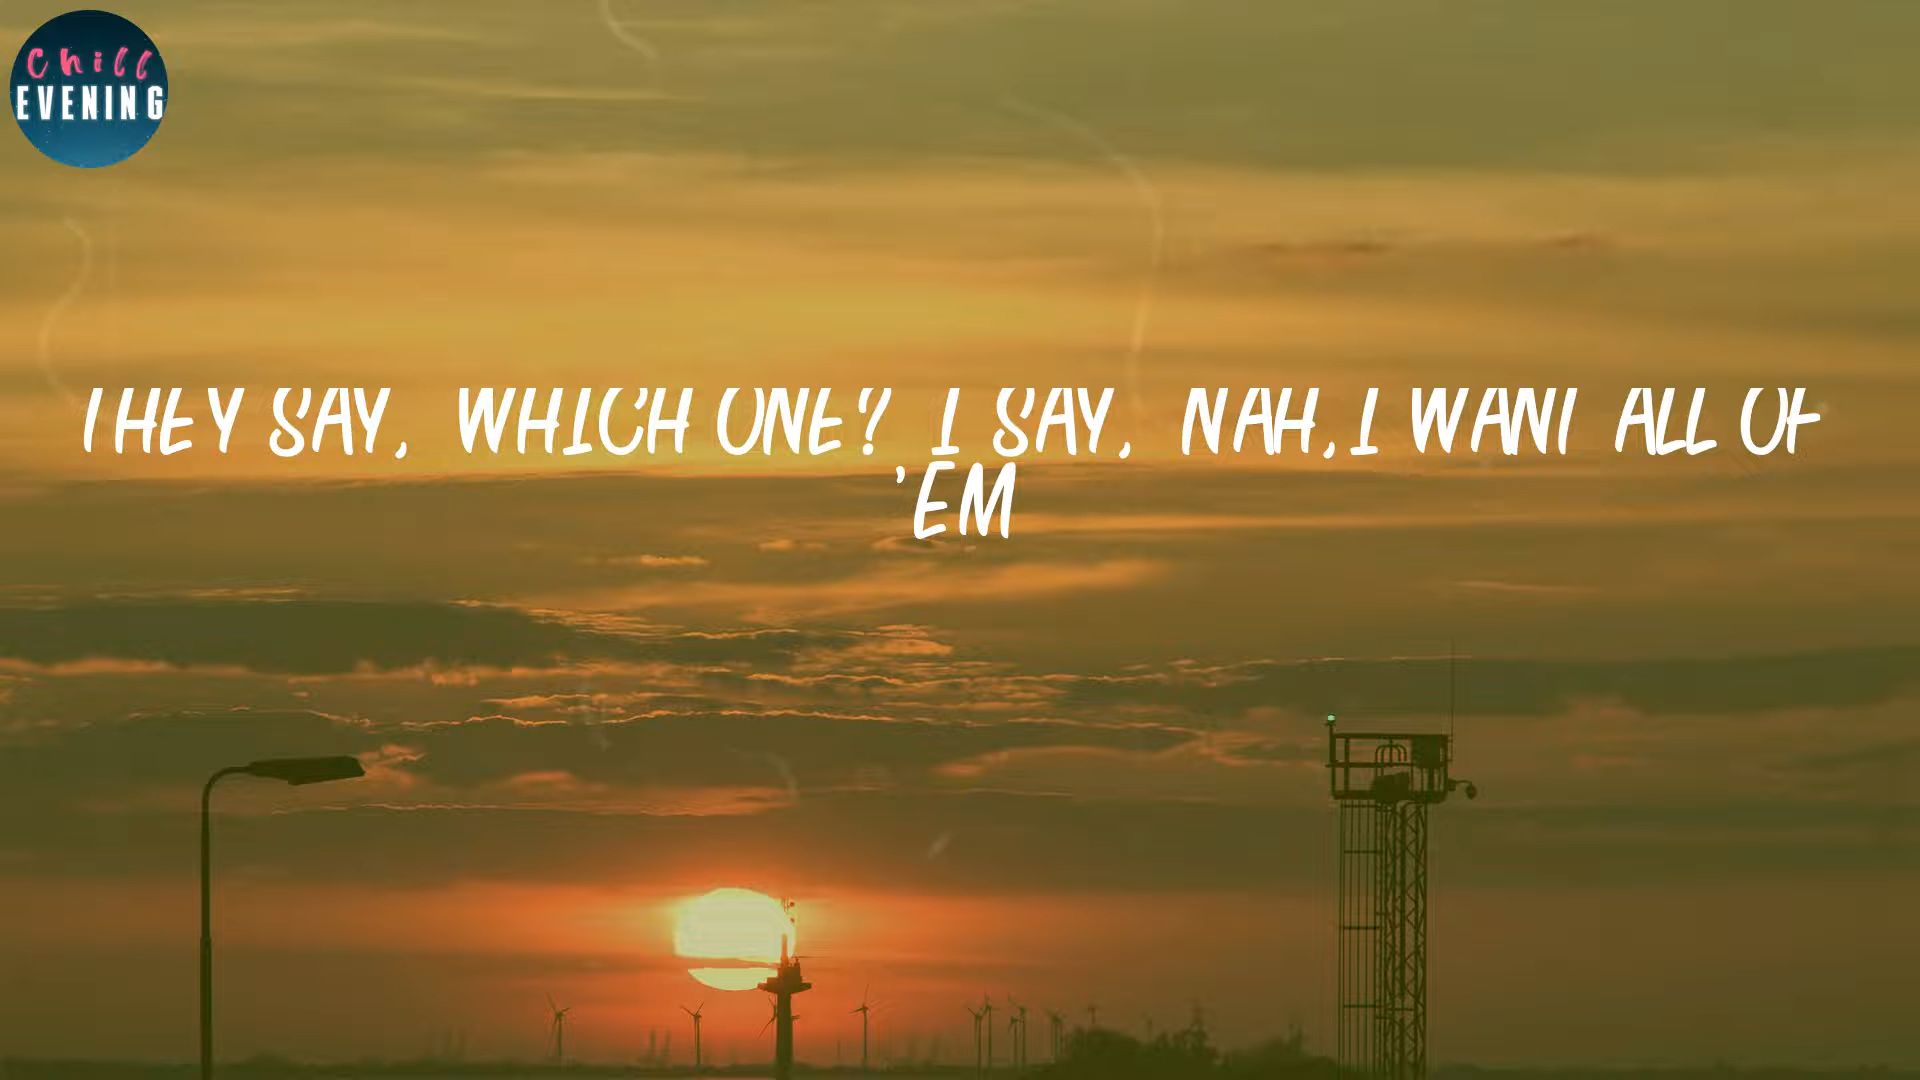 Chill
EVENING
THEY SAY, WHICH ONE? I SAY, NAH, I WANT ALL OF
'EM